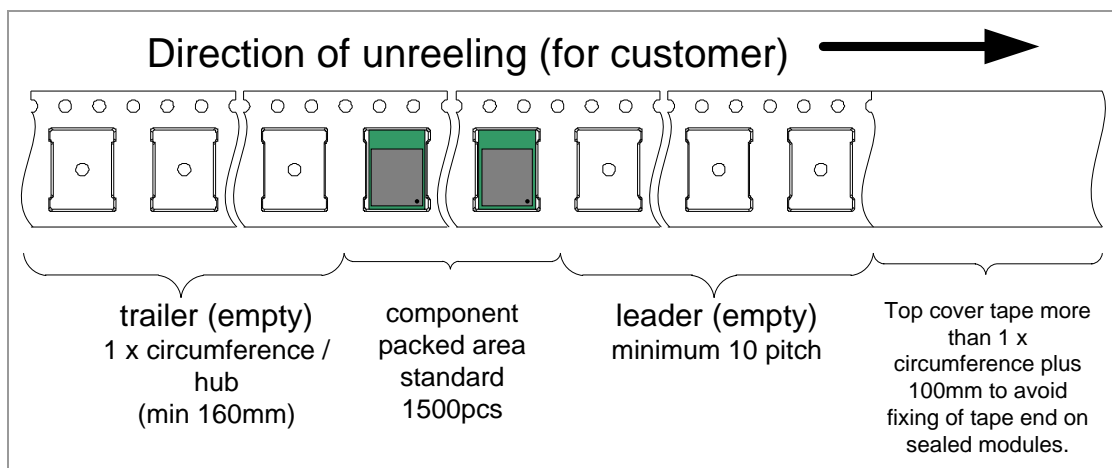 Direction of unreeling (for customer)
trailer (empty)
1 x circumference /
hub
(min 160mm)
component
packed area
standard
1500pcs
leader (empty)
minimum 10 pitch
Top cover tape more
than 1 x
circumference plus
100mm to avoid
fixing of tape end on
sealed modules.